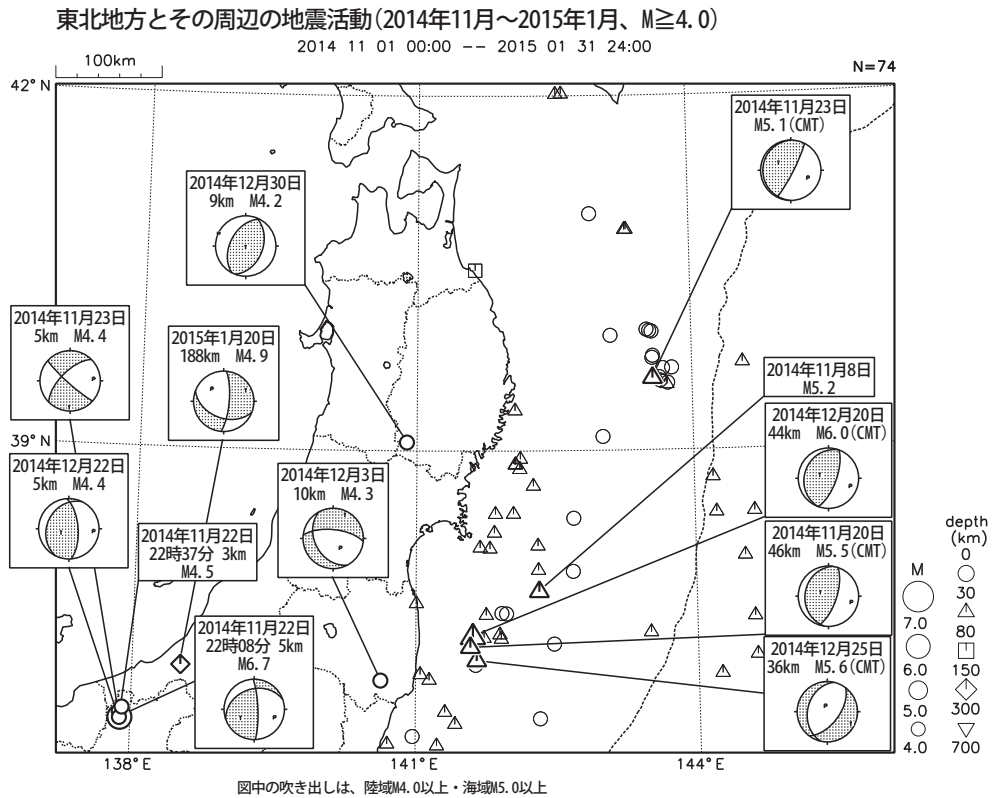 東北地方とその周辺の地震活動(2014年11月～2015年1月、M≧4.0)
2014 11 01 00:00 -- 2015 01 31 24:00
100km
N=74
42°N
2014年11月23日
M5.1(CMT)
T
P
2014年12月30日
9km M4.2
T
2014年11月23日
5km M4.4
P
T
2015年1月20日
188km M4.9
P
T
2014年11月8日
M5.2
2014年12月20日
44km M6.0(CMT)
T
P
39°N
2014年12月22日
5km M4.4
T
P
2014年12月3日
10km M4.3
T
P
2014年11月22日
22時37分 3km
M4.5
2014年11月20日
46km M5.5(CMT)
T
P
2014年11月22日
22時08分 5km
M6.7
T
P
2014年12月25日
36km M5.6(CMT)
P
T
M
7.0
6.0
5.0
4.0
depth
(km)
0
30
80
150
300
700
138°E
141°E
144°E
図中の吹き出しは、陸域M4.0以上・海域M5.0以上